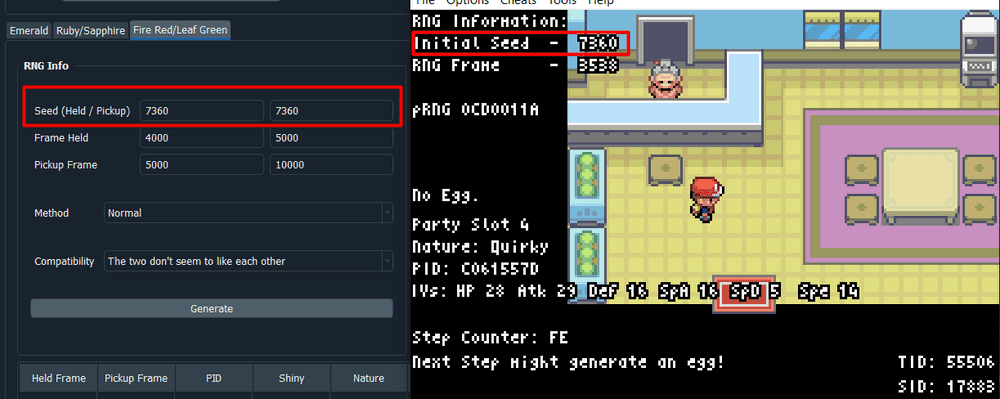 Emerald Ruby/Sapphire Fire Red/Leaf Green
RNG Info
Seed (Held / Pickup) 7360 7360
Frame Held 4000 5000
Pickup Frame 5000 10000
Method Normal
Compatibility The two don't seem to like each other
Generate
Held Frame Pickup Frame PID Shiny Nature
File Options Cheats Tools Help
RNG Information:
Initial Seed - 7360
RNG Frame - 3538
pRNG 0CD0011A
No Egg.
Party Slot 4
Nature: Quirky
PID: C061557D
IVs: HP 28 Atk 29 Def 16 SpA 16 SpD 5 Spe 14
Step Counter: FE
Next Step might generate an egg!
TID: 55506
SID: 17883